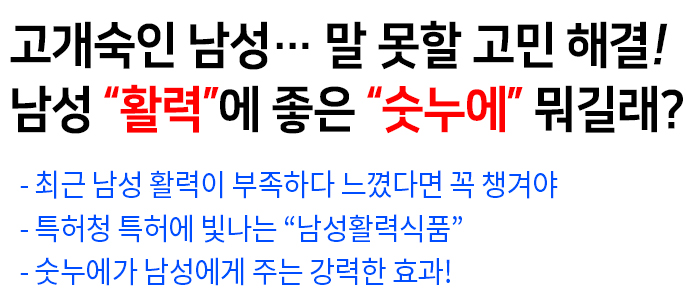 고개숙인 남성… 말 못할 고민 해결!
남성 “활력”에 좋은 “숫누에” 뭐길래?
- 최근 남성 활력이 부족하다 느꼈다면 꼭 챙겨야
- 특허청 특허에 빛나는 “남성활력식품”
- 숫누에가 남성에게 주는 강력한 효과!